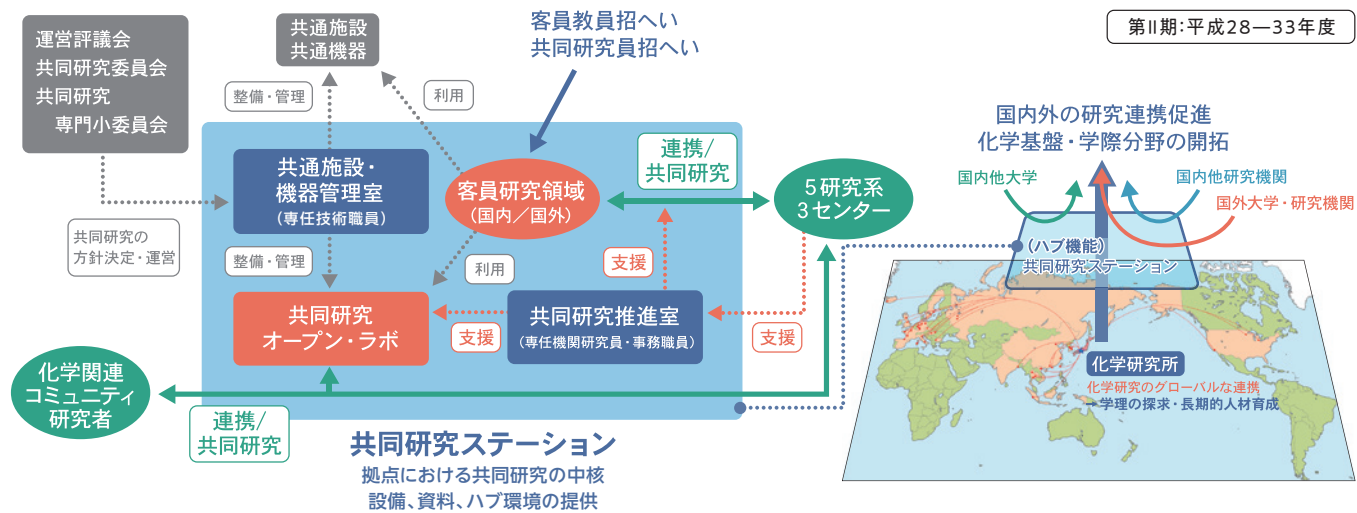 第Ⅱ期:平成28―33年度
運営評議会
共同研究委員会
共同研究
専門小委員会
共通施設
共通機器
客員教員招へい
共同研究員招へい
整備・管理
利用
共通施設・
機器管理室
(専任技術職員)
客員研究領域
(国内/国外)
連携/
共同研究
5研究系
3センター
共同研究の
方針決定・運営
整備・管理
利用
支援
共同研究
オープン・ラボ
支援
共同研究推進室
(専任機関研究員・事務職員)
支援
化学関連
コミュニティ
研究者
連携/
共同研究
共同研究ステーション
拠点における共同研究の中核
設備、資料、ハブ環境の提供
国内外の研究連携促進
化学基盤・学際分野の開拓
国内他大学
国内他研究機関
国外大学・研究機関
(ハブ機能)
共同研究ステーション
化学研究所
化学研究のグローバルな連携
→学理の探求・長期的人材育成